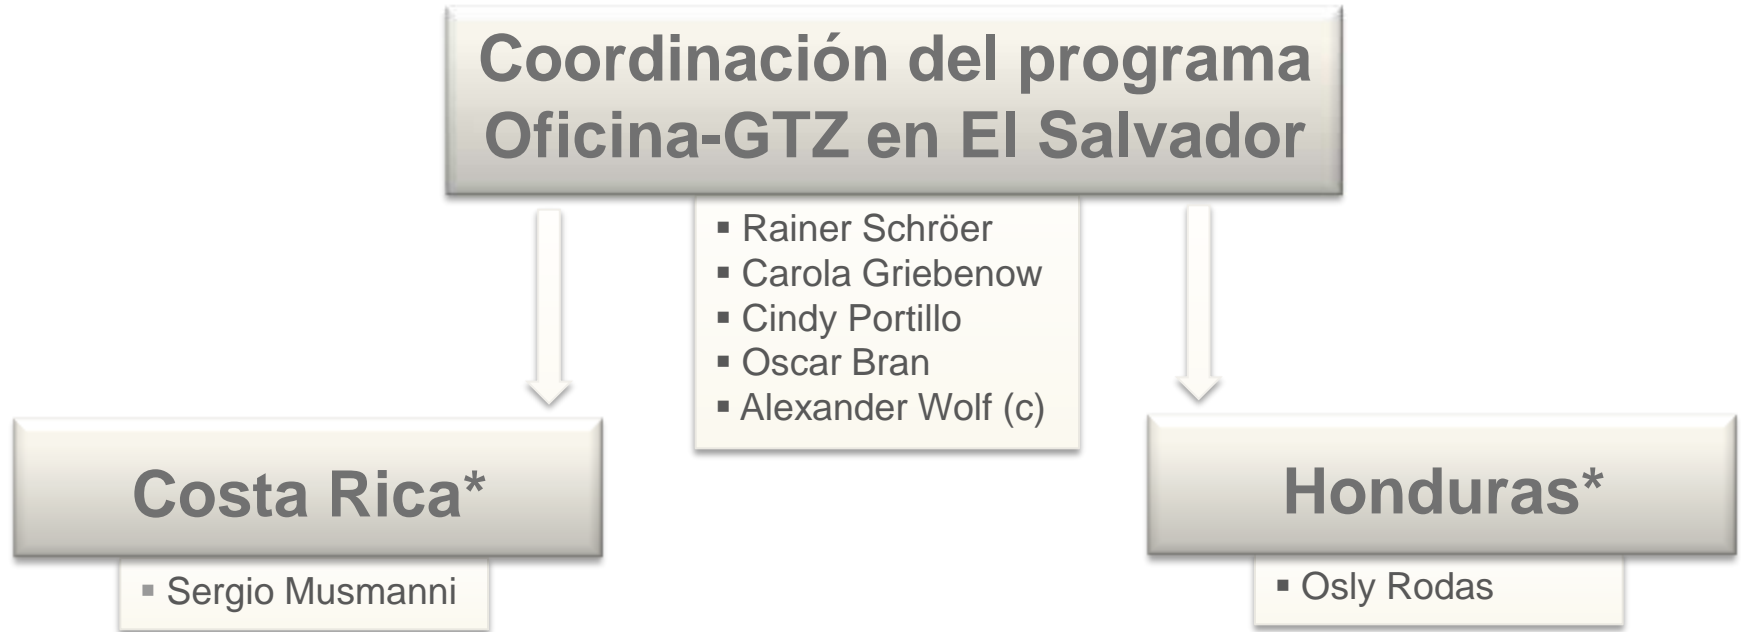 Coordinación del programa
Oficina-GTZ en El Salvador
▪ Rainer Schröer
▪ Carola Griebenow
▪ Cindy Portillo
▪ Oscar Bran
▪ Alexander Wolf (c)
Costa Rica*
▪ Sergio Musmanni
Honduras*
▪ Osly Rodas